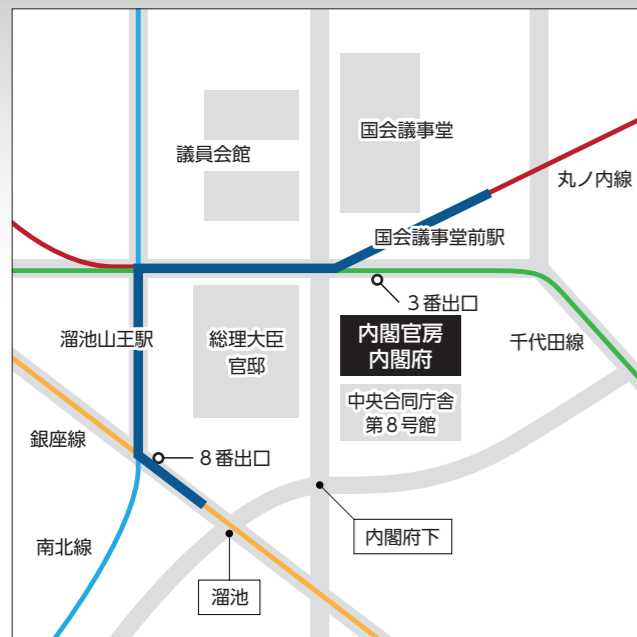 国会議事堂
議員会館
丸ノ内線
国会議事堂前駅
3番出口
溜池山王駅
総理大臣
官邸
内閣官房
内閣府
千代田線
中央合同庁舎
第8号館
銀座線
8番出口
南北線
内閣府下
溜池